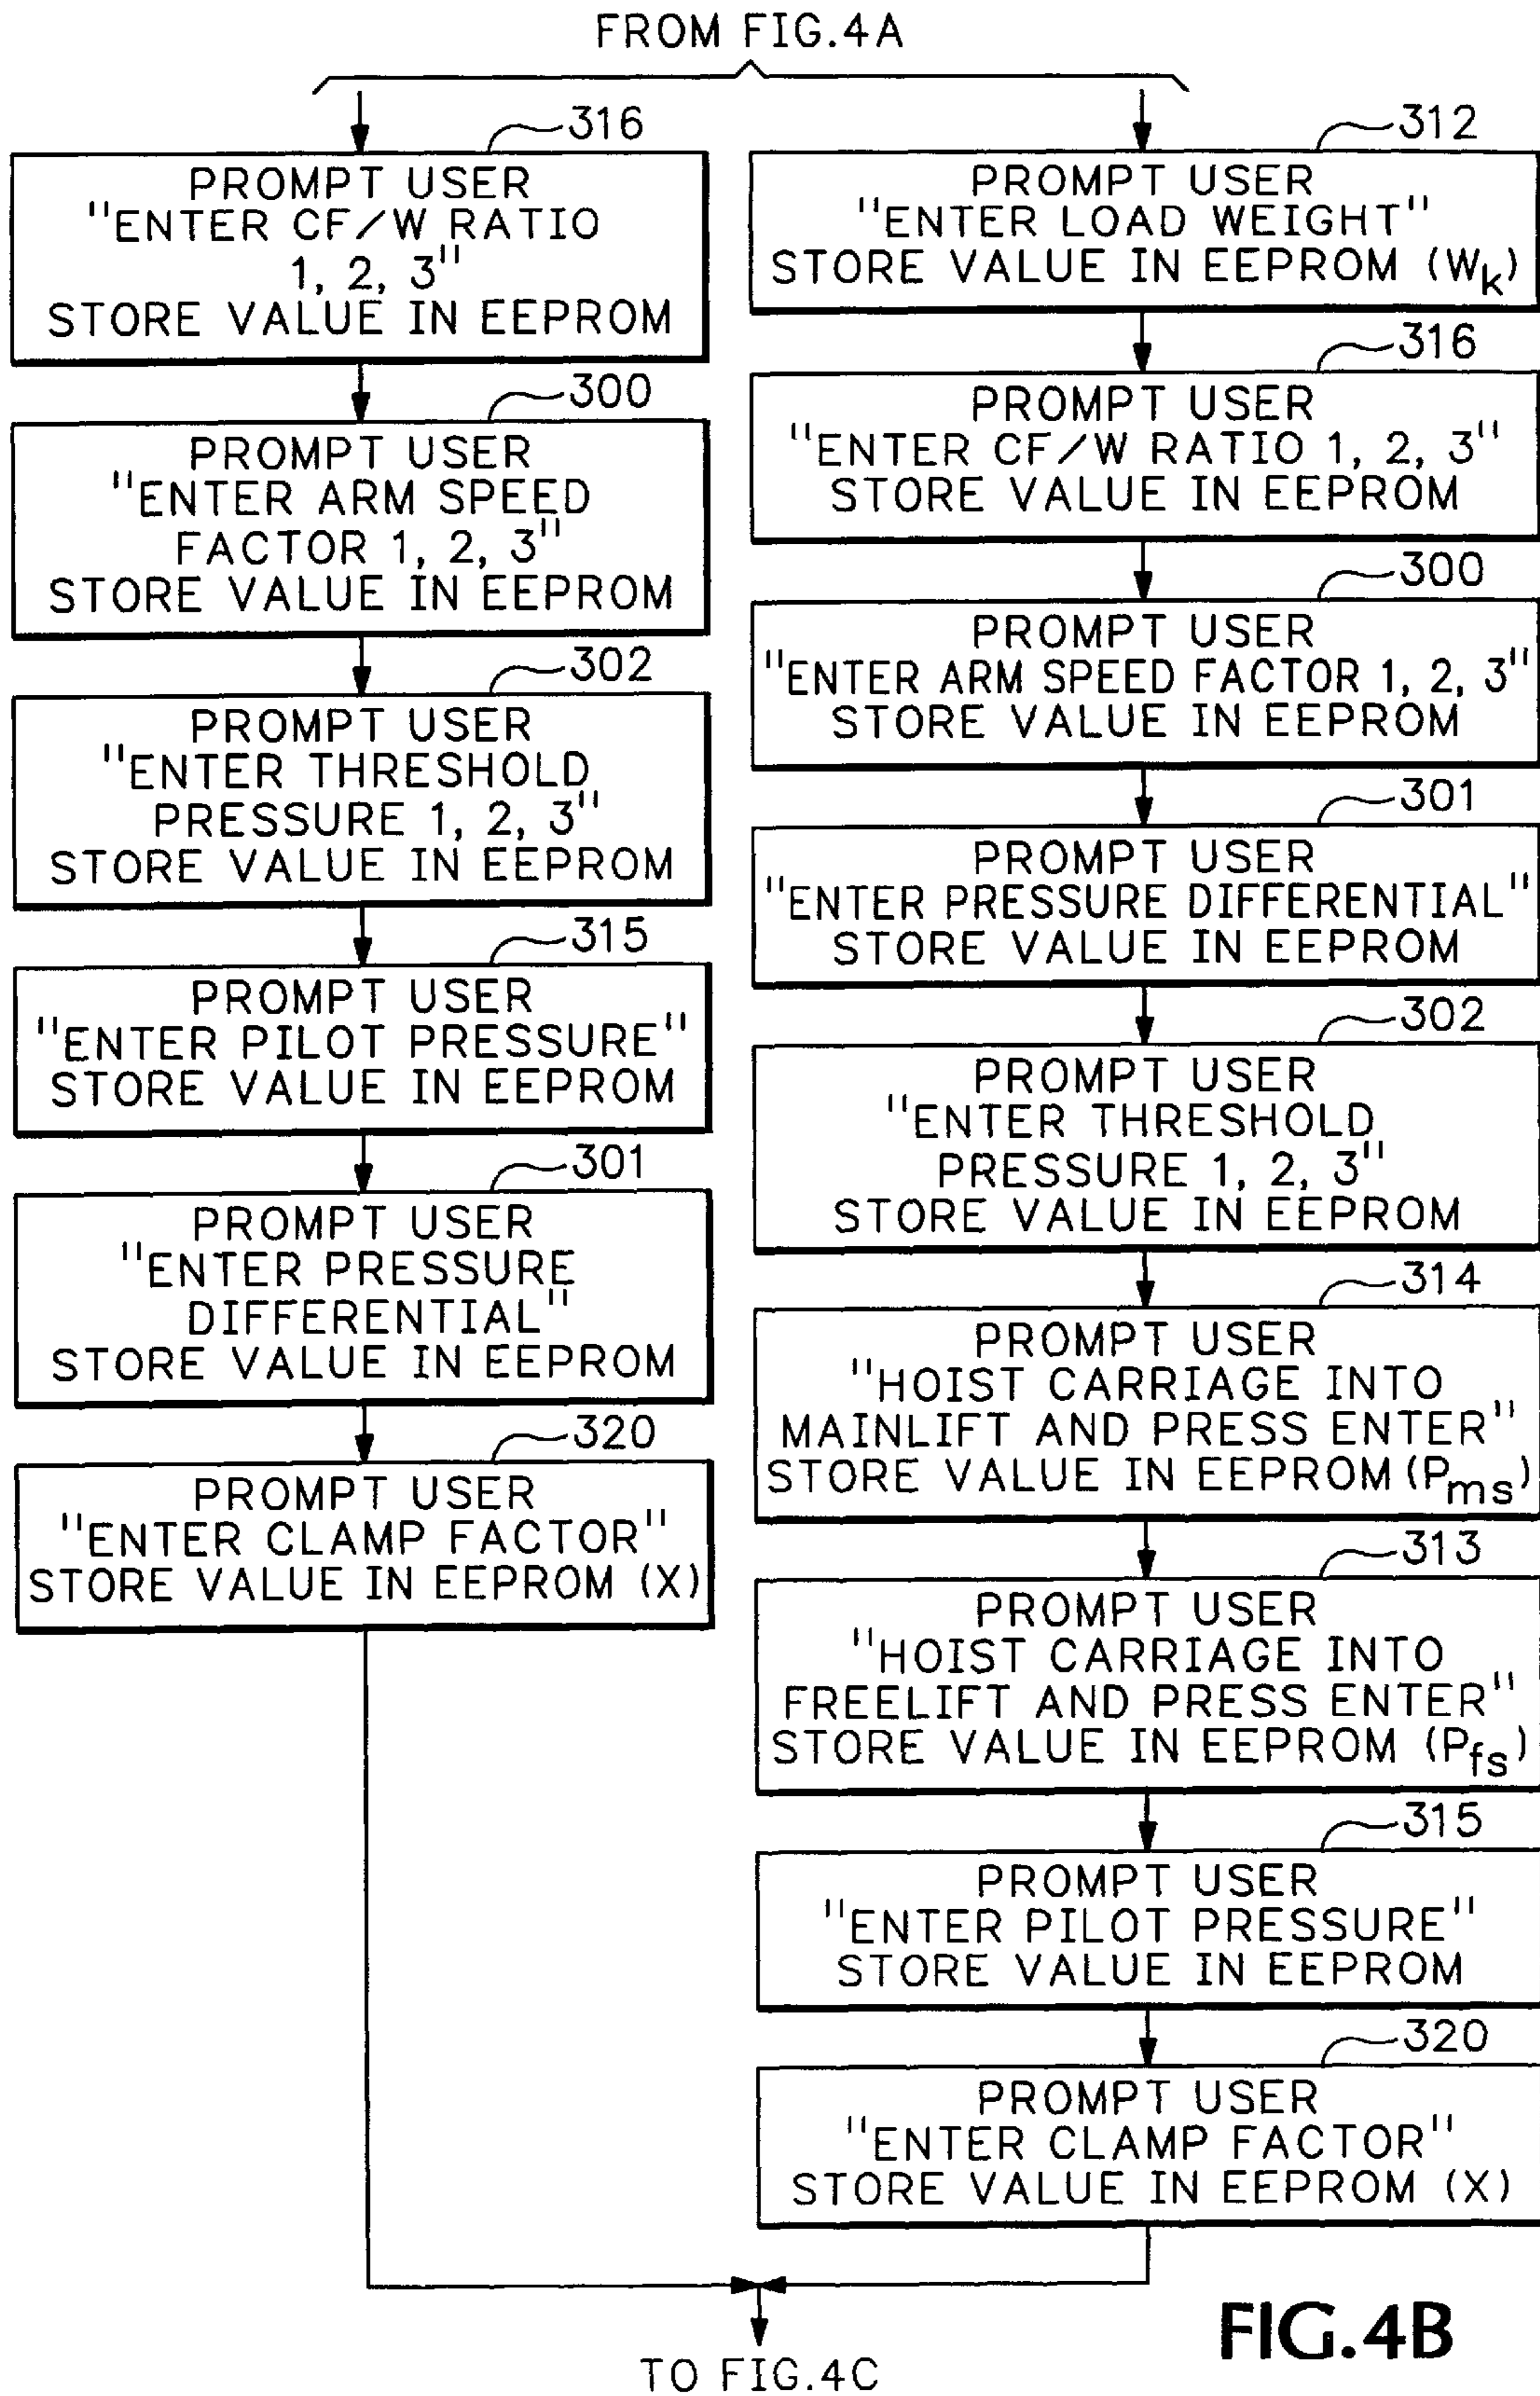 FROM FIG.4A
316
PROMPT USER
"ENTER CF/W RATIO
1, 2, 3"
STORE VALUE IN EEPROM
300
PROMPT USER
"ENTER ARM SPEED
FACTOR 1, 2, 3"
STORE VALUE IN EEPROM
302
PROMPT USER
"ENTER THRESHOLD
PRESSURE 1, 2, 3"
STORE VALUE IN EEPROM
315
PROMPT USER
"ENTER PILOT PRESSURE"
STORE VALUE IN EEPROM
301
PROMPT USER
"ENTER PRESSURE
DIFFERENTIAL"
STORE VALUE IN EEPROM
320
PROMPT USER
"ENTER CLAMP FACTOR"
STORE VALUE IN EEPROM (X)
312
PROMPT USER
"ENTER LOAD WEIGHT"
STORE VALUE IN EEPROM (Wk)
316
PROMPT USER
"ENTER CF/W RATIO 1, 2, 3"
STORE VALUE IN EEPROM
300
PROMPT USER
"ENTER ARM SPEED FACTOR 1, 2, 3"
STORE VALUE IN EEPROM
301
PROMPT USER
"ENTER PRESSURE DIFFERENTIAL"
STORE VALUE IN EEPROM
302
PROMPT USER
"ENTER THRESHOLD
PRESSURE 1, 2, 3"
STORE VALUE IN EEPROM
314
PROMPT USER
"HOIST CARRIAGE INTO
MAINLIFT AND PRESS ENTER"
STORE VALUE IN EEPROM (Pms)
313
PROMPT USER
"HOIST CARRIAGE INTO
FREELIFT AND PRESS ENTER"
STORE VALUE IN EEPROM (Pfs)
315
PROMPT USER
"ENTER PILOT PRESSURE"
STORE VALUE IN EEPROM
320
PROMPT USER
"ENTER CLAMP FACTOR"
STORE VALUE IN EEPROM (X)
TO FIG.4C
FIG.4B